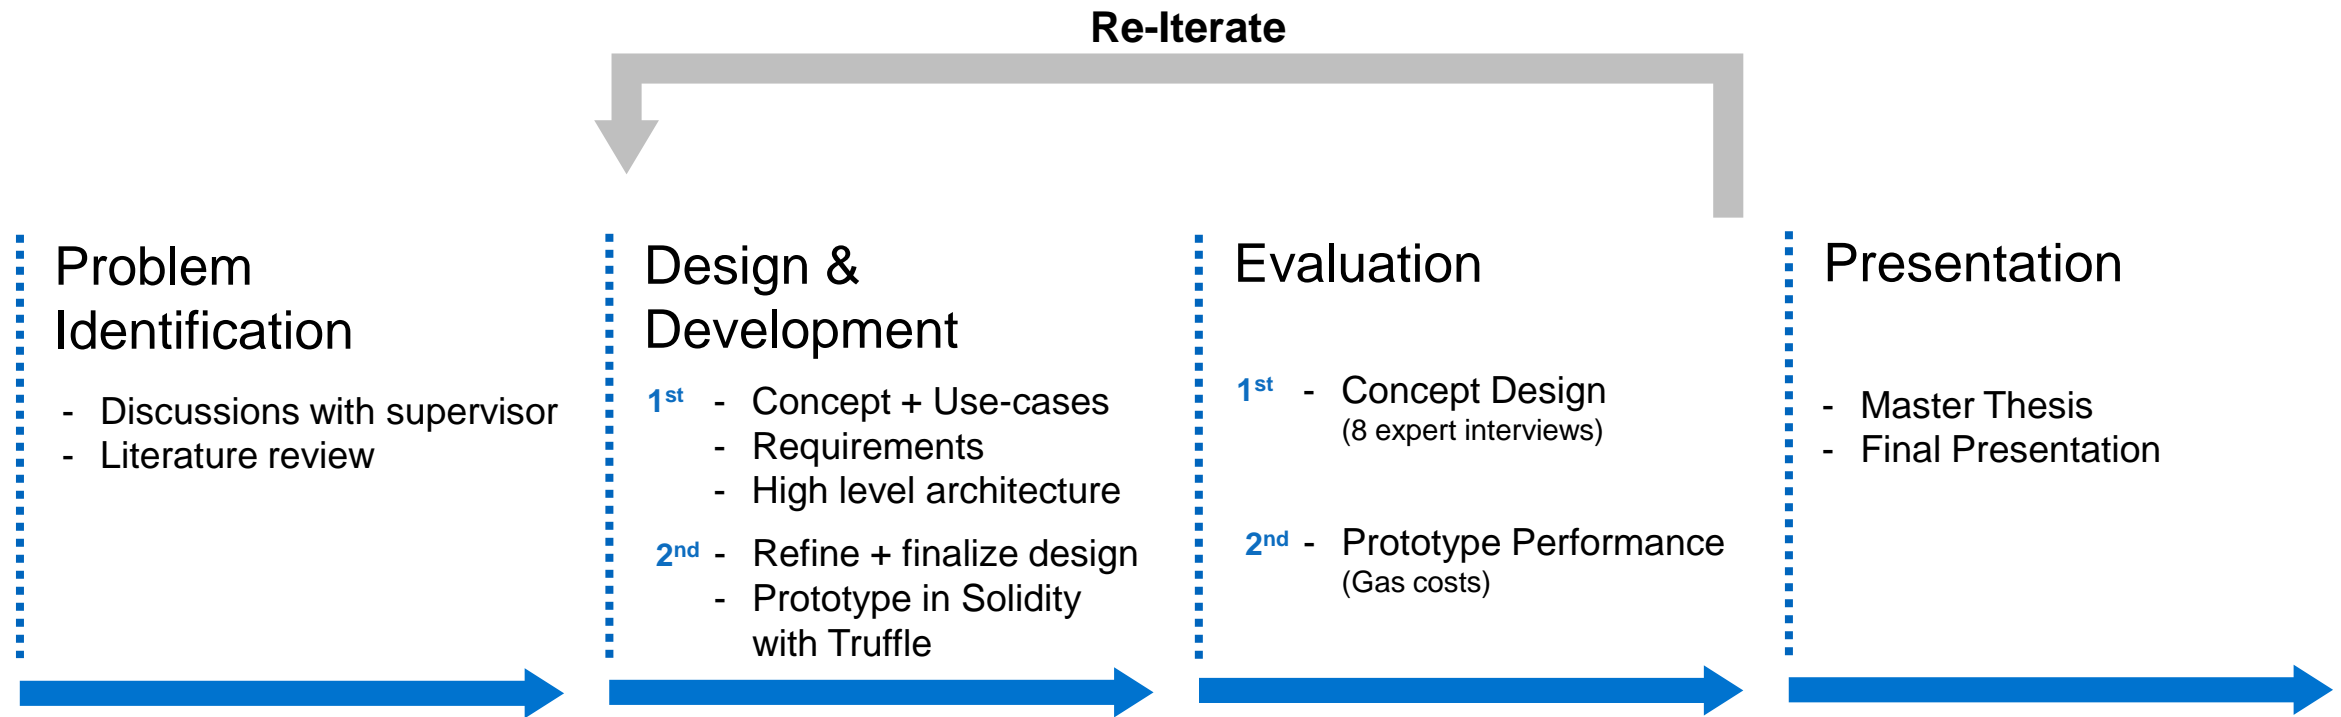 Re-Iterate
Problem
Identification
- Discussions with supervisor
- Literature review
Design &
Development
1st - Concept + Use-cases
- Requirements
- High level architecture
2nd - Refine + finalize design
- Prototype in Solidity
with Truffle
Evaluation
1st - Concept Design
(8 expert interviews)
2nd - Prototype Performance
(Gas costs)
Presentation
- Master Thesis
- Final Presentation